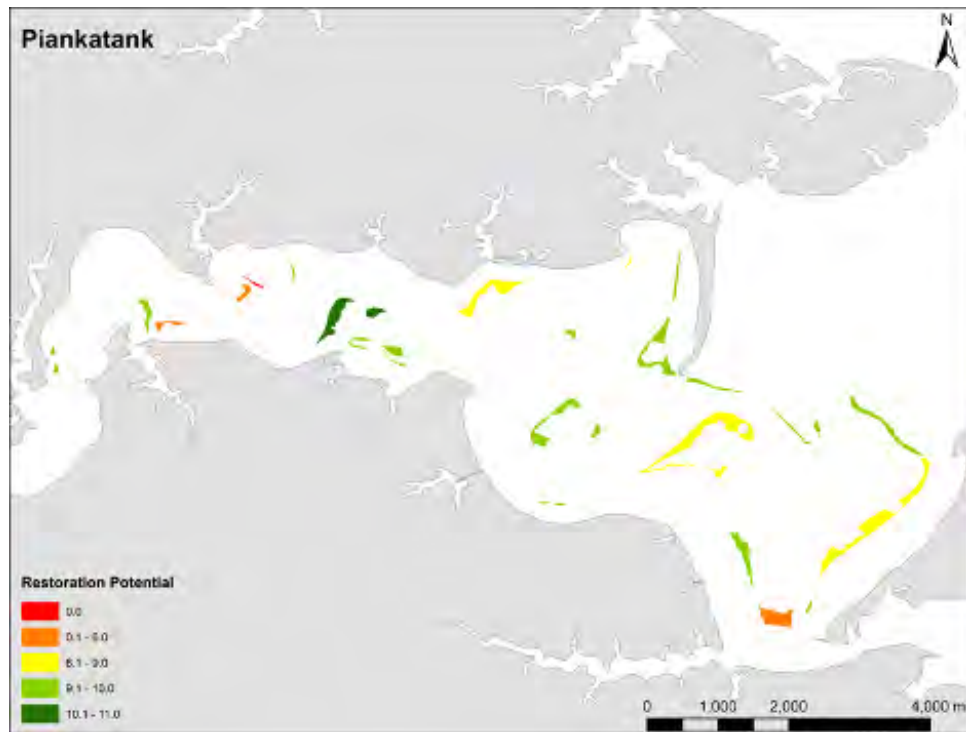 Piankatank
N
Restoration Potential
0.0
0.1 - 6.0
6.1 - 9.0
9.1 - 10.0
10.1 - 11.0
0 1,000 2,000 4,000 m